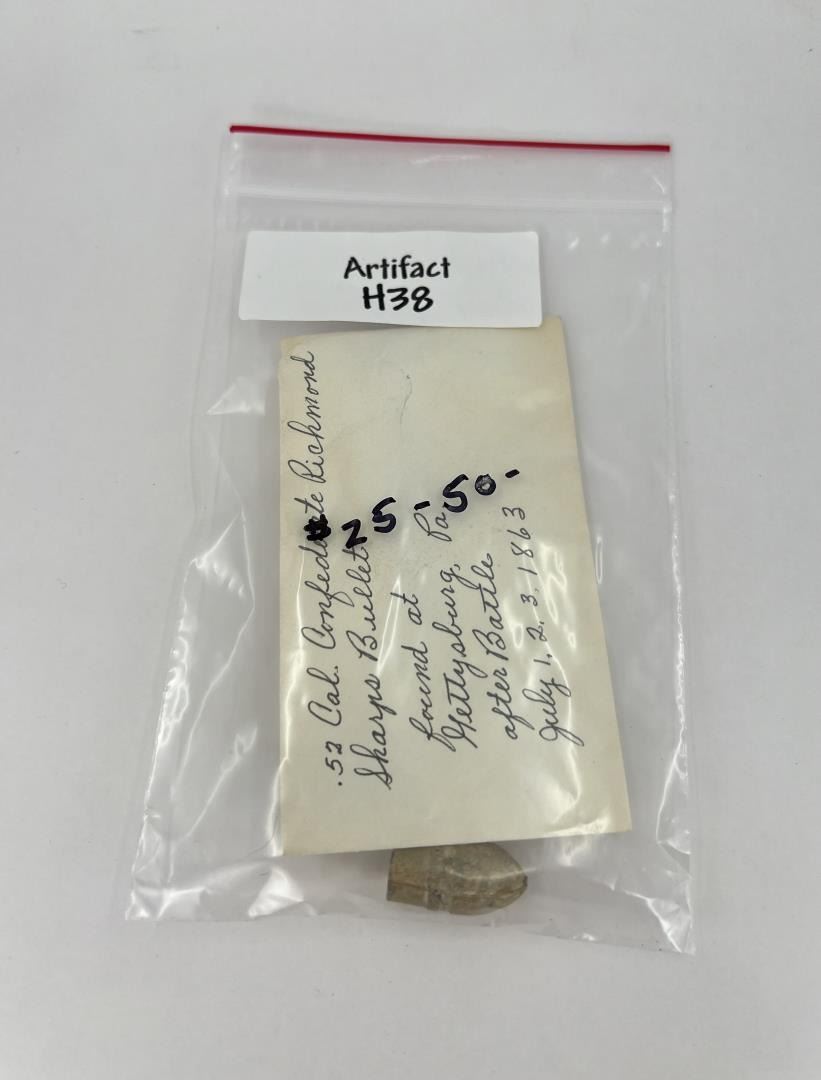 Artifact
H38
.52 Cal. Confederate Richmond
Sharps Bullet
found at
Gettysburg, Pa.
after Battle
July 1, 2, 3, 1863
$25-50-